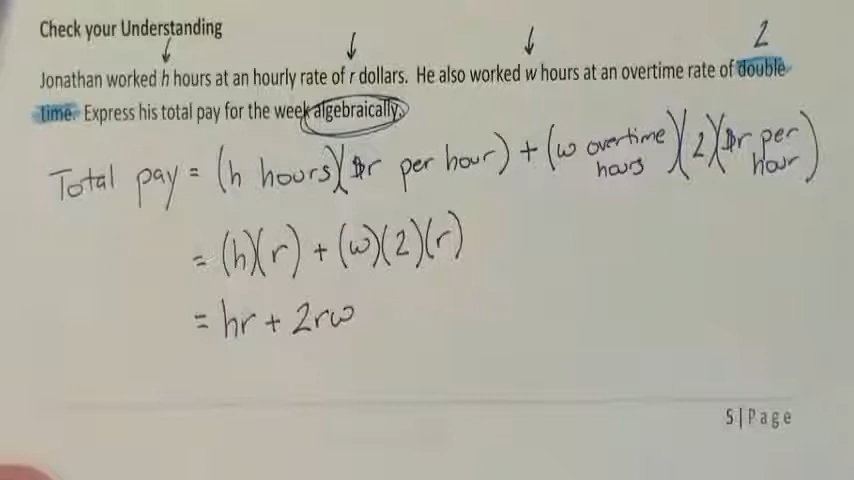 Check your Understanding
2
Jonathan worked h hours at an hourly rate of r dollars. He also worked w hours at an overtime rate of double
time. Express his total pay for the week algebraically.
Total pay = (h hours)($r per hour) + (w overtime hours)(2)($r per hour)
= (h)(r) + (w)(2)(r)
= hr + 2rw
5 | Page